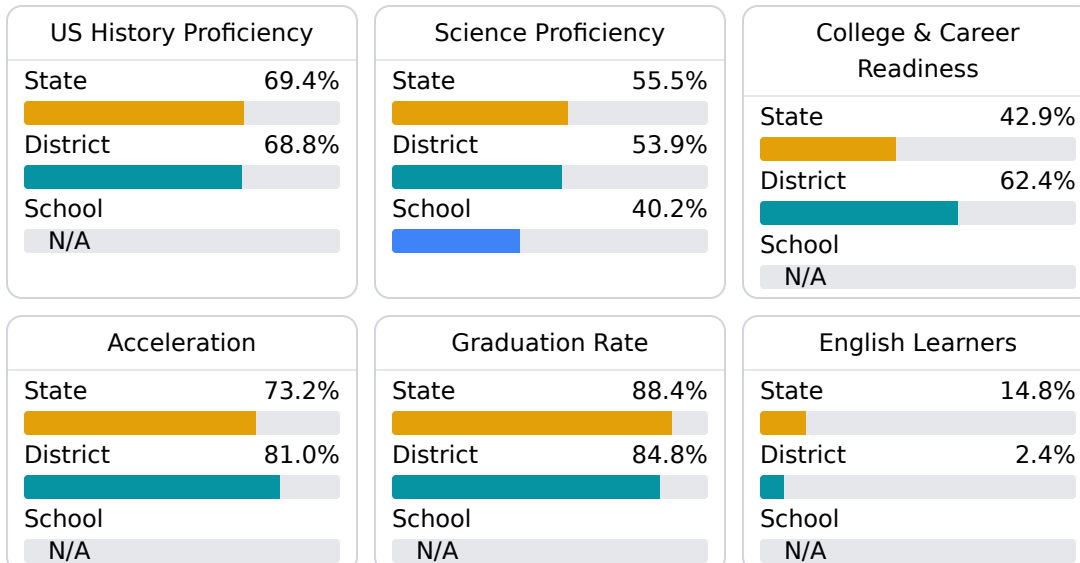 US History Proficiency
State 69.4%
District 68.8%
School
N/A
Science Proficiency
State 55.5%
District 53.9%
School 40.2%
College & Career
Readiness
State 42.9%
District 62.4%
School
N/A
Acceleration
State 73.2%
District 81.0%
School
N/A
Graduation Rate
State 88.4%
District 84.8%
School
N/A
English Learners
State 14.8%
District 2.4%
School
N/A